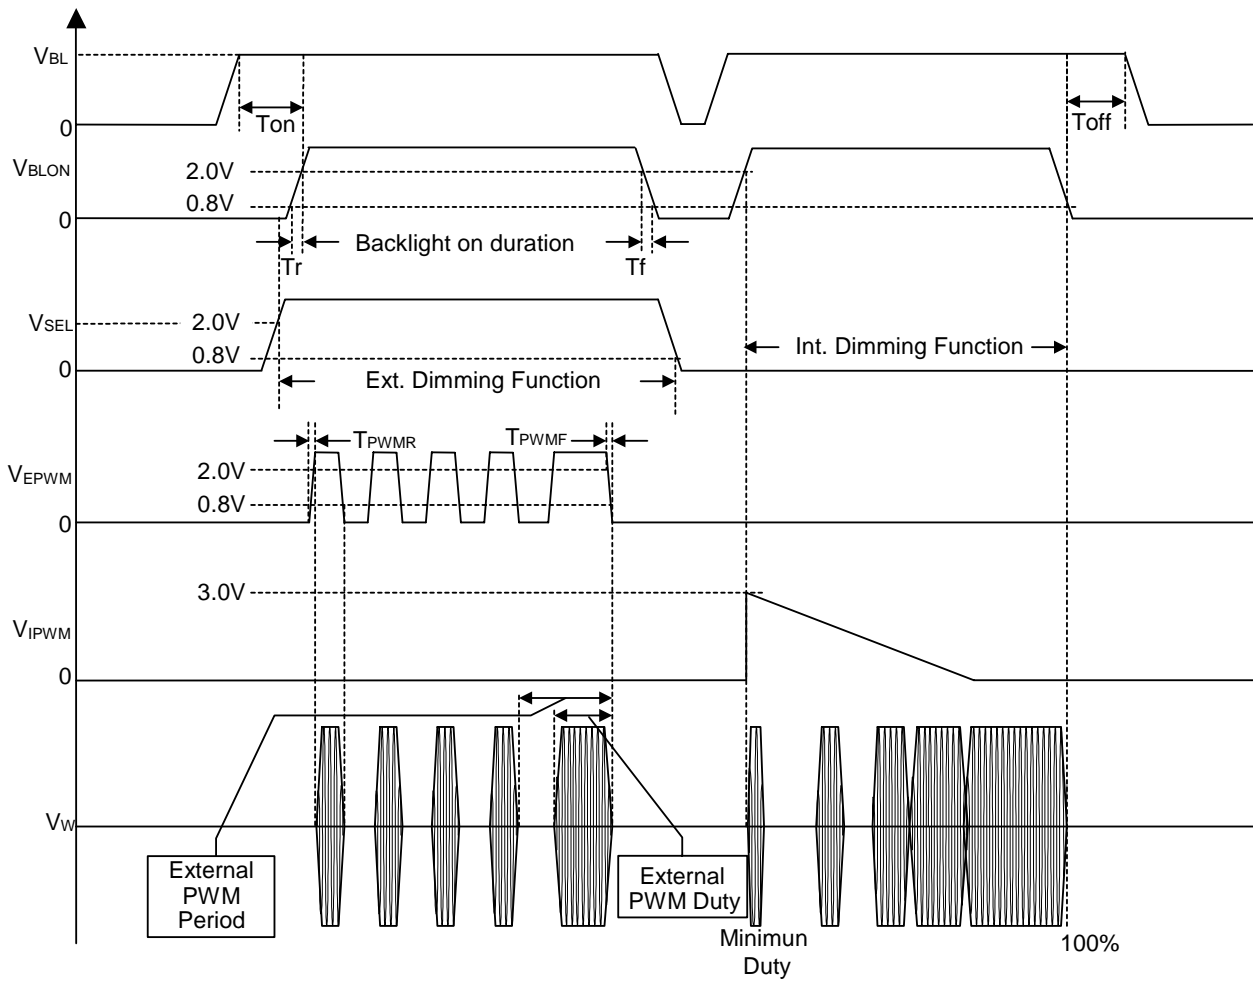 VBL
0
Ton
Toff
VBLON
2.0V
0.8V
0
Backlight on duration
Tr
Tf
VSEL
2.0V
0.8V
0
Int. Dimming Function
Ext. Dimming Function
TPWMR
TPWMF
VEPWM
2.0V
0.8V
0
3.0V
VIPWM
0
VW
External
PWM
Period
External
PWM Duty
Minimun
Duty
100%